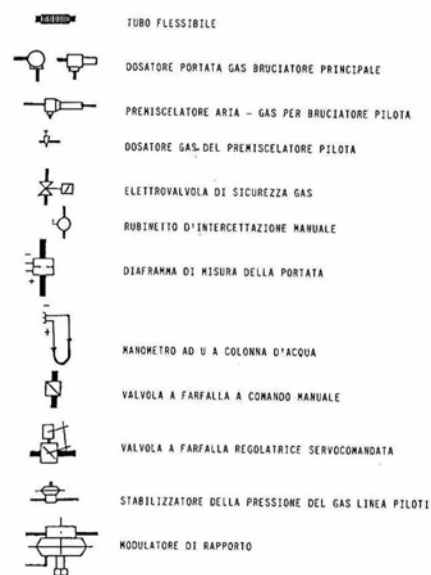 TUBO FLESSIBILE
DOSATORE PORTATA GAS BRUCIATORE PRINCIPALE
PREMISCELATORE ARIA - GAS PER BRUCIATORE PILOTA
DOSATORE GAS DEL PREMISCELATORE PILOTA
ELETTROVALVOLA DI SICUREZZA GAS
RUBINETTO D'INTERCETTAZIONE MANUALE
-
+
DIAFRAMMA DI MISURA DELLA PORTATA
-
+
MANOMETRO AD U A COLONNA D'ACQUA
VALVOLA A FARFALLA A COMANDO MANUALE
VALVOLA A FARFALLA REGOLATRICE SERVOCOMANDATA
STABILIZZATORE DELLA PRESSIONE DEL GAS LINEA PILOTI
MODULATORE DI RAPPORTO